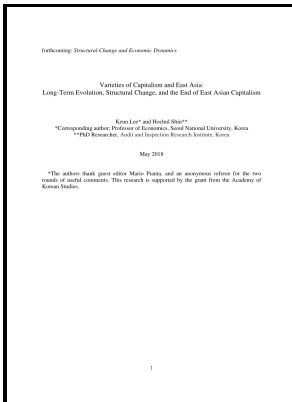 forthcoming: Structural Change and Economic Dynamics
Varieties of Capitalism and East Asia:
Long-Term Evolution, Structural Change, and the End of East Asian Capitalism
Keun Lee* and Hochul Shin**
*Corresponding author; Professor of Economics, Seoul National University, Korea
**PhD Researcher, Audit and Inspection Research Institute, Korea
May 2018
*The authors thank guest editor Mario Pianta, and an anonymous referee for the two
rounds of useful comments. This research is supported by the grant from the Academy of
Korean Studies.
1